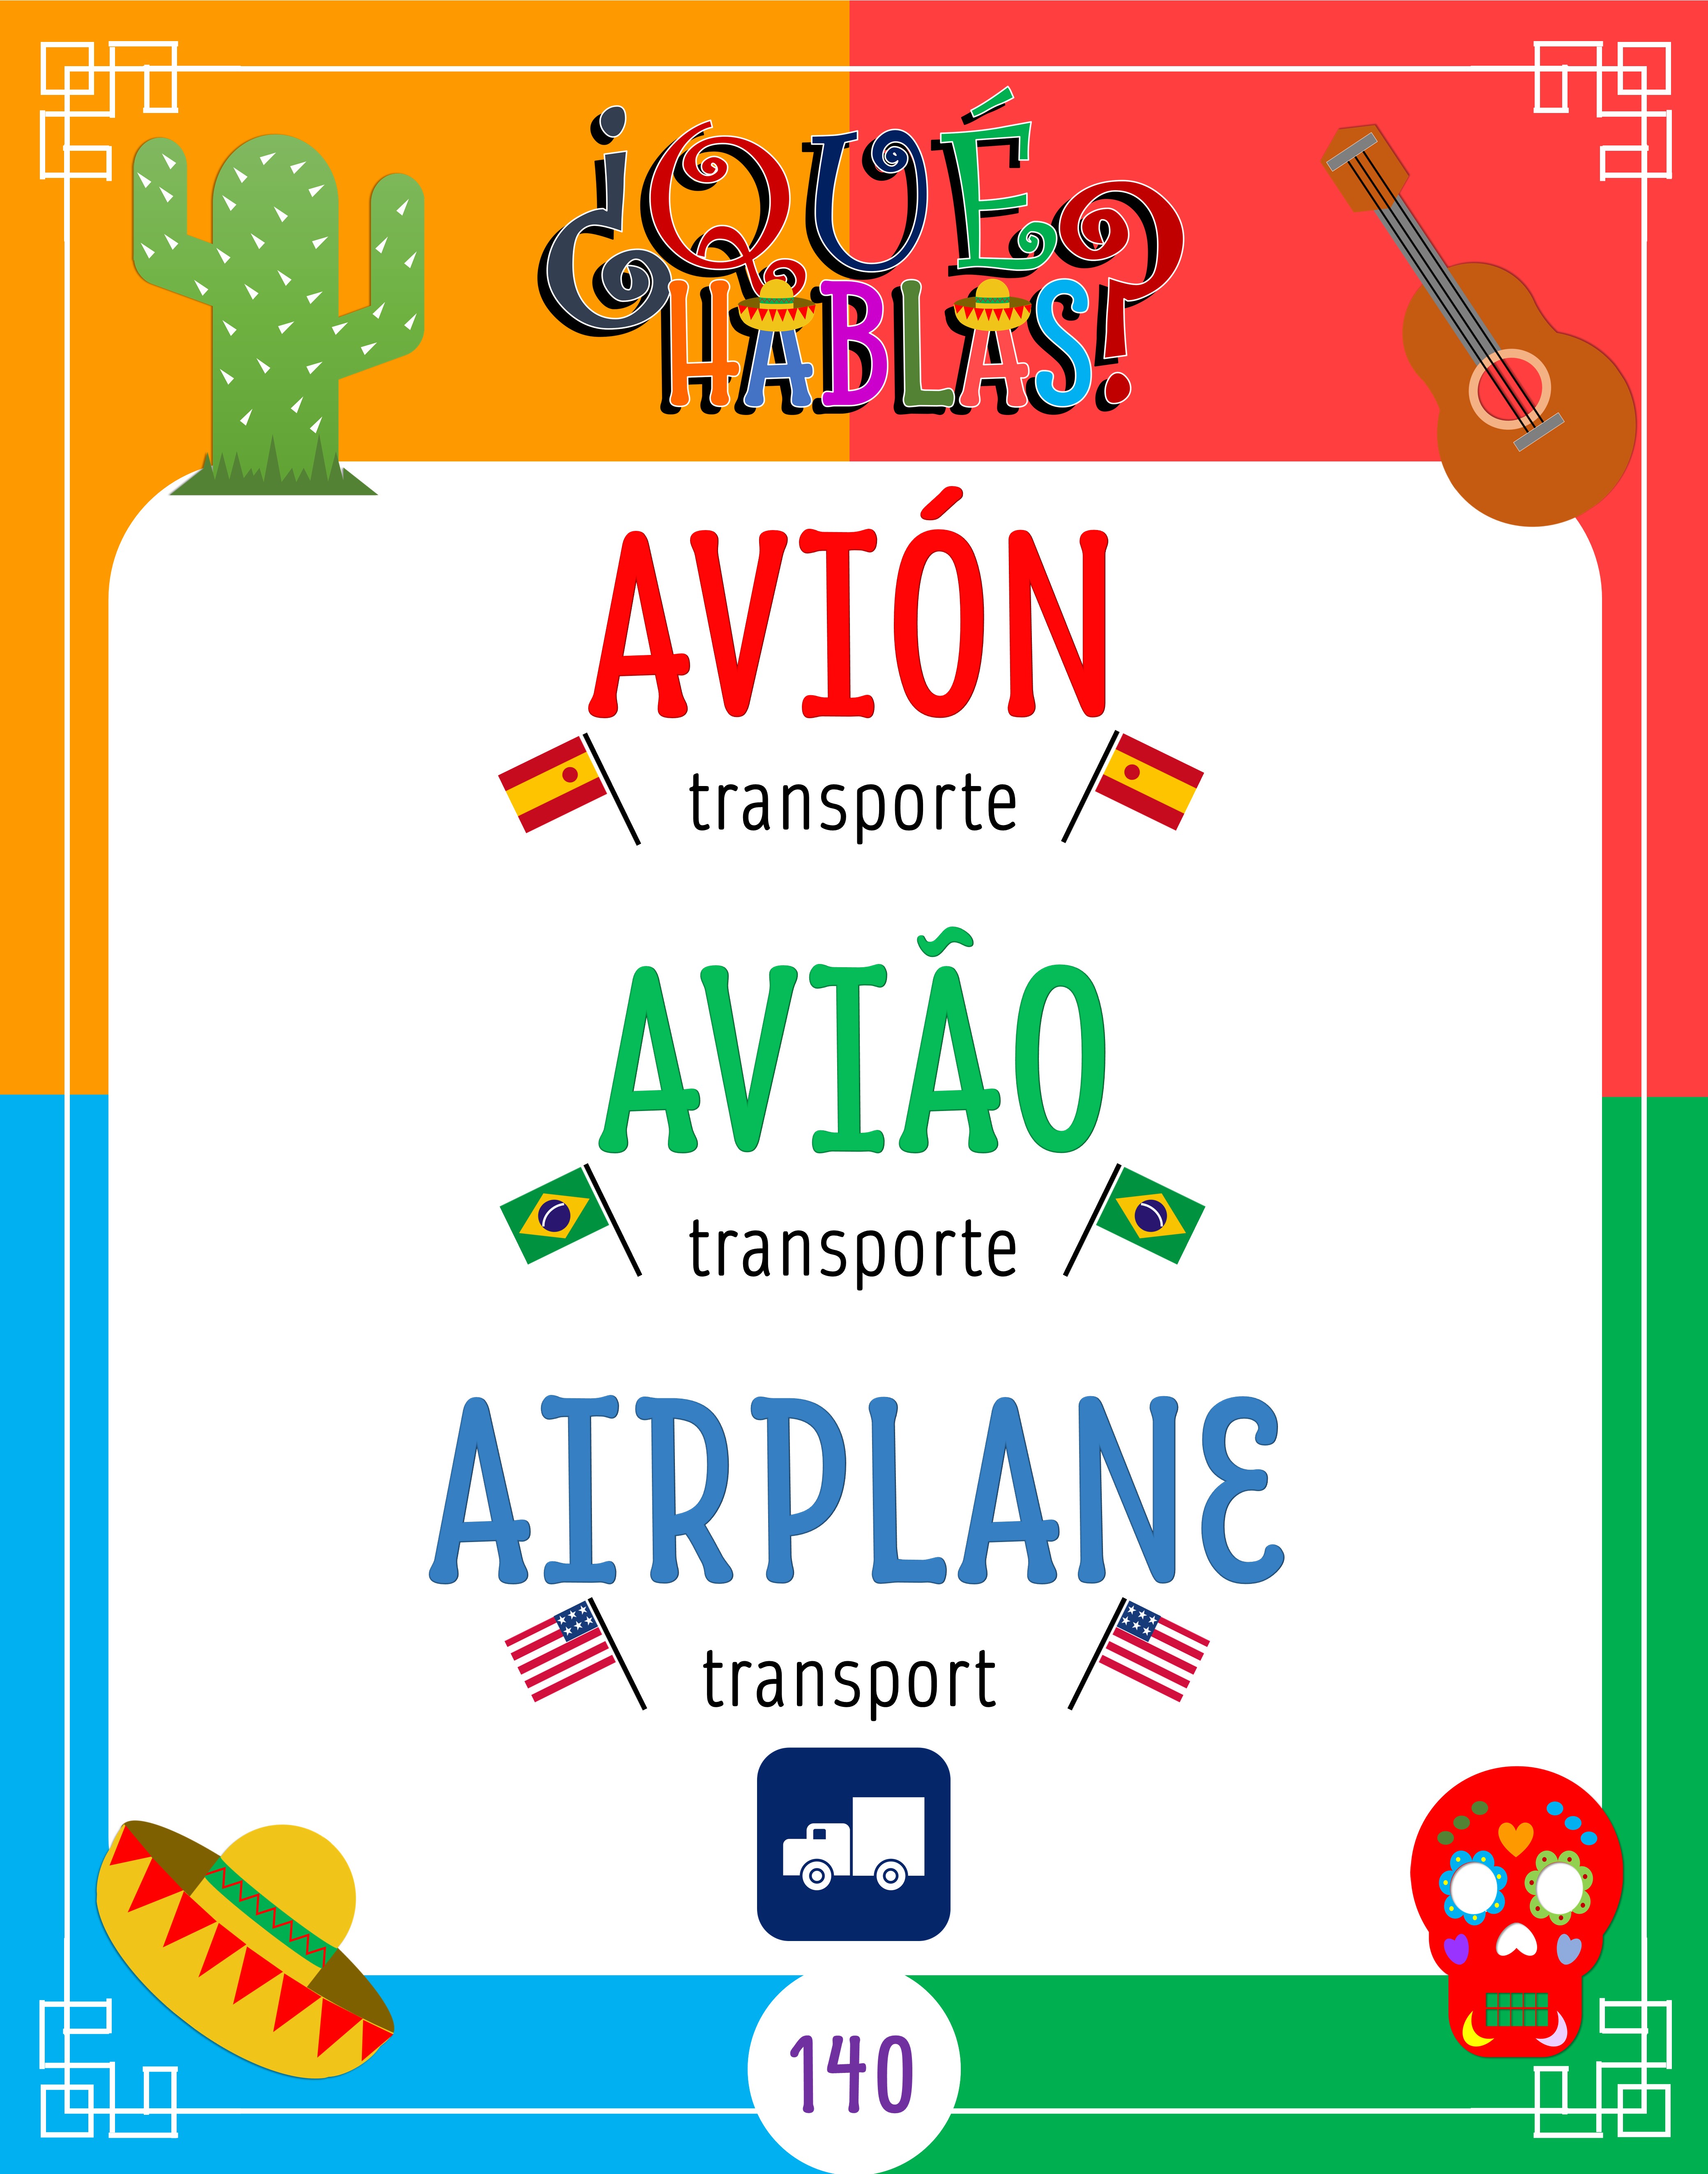 ¿QUÉ
HABLAS?
AVIÓN
transporte
AVIÃO
transporte
AIRPLANE
transport
140